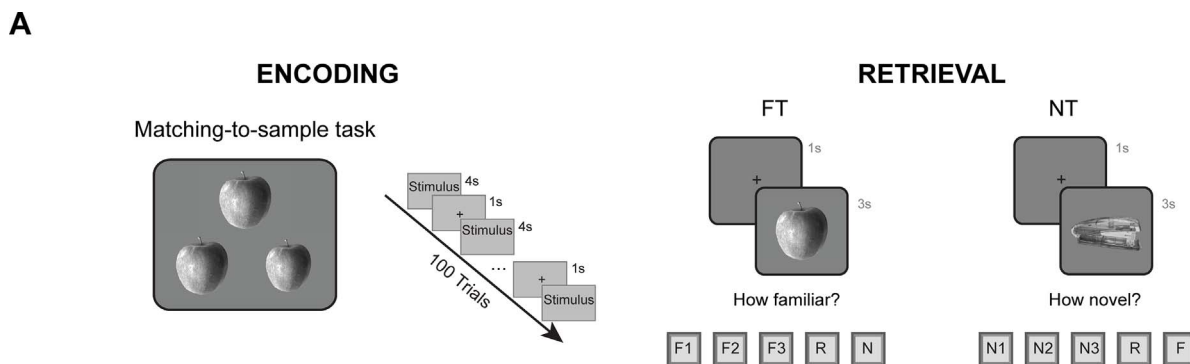 A
ENCODING
Matching-to-sample task
Stimulus 4s
+ 1s
Stimulus 4s
...
+ 1s
Stimulus
100 Trials
RETRIEVAL
FT
+ 1s
3s
How familiar?
F1 F2 F3 R N
NT
+ 1s
3s
How novel?
N1 N2 N3 R F